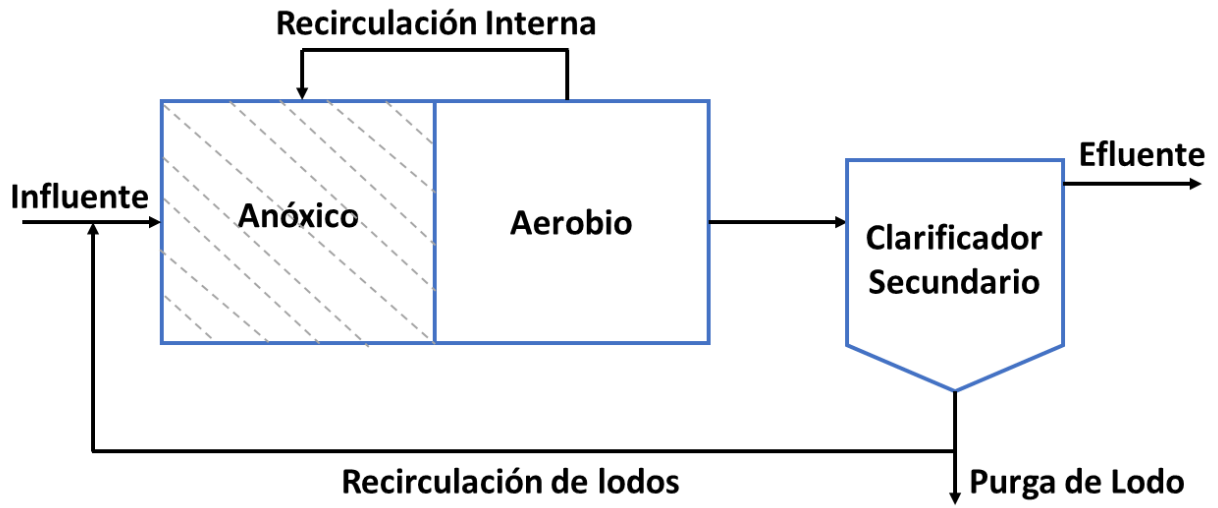 Recirculación Interna
Influente
Anóxico
Aerobio
Clarificador
Secundario
Efluente
Recirculación de lodos
Purga de Lodo